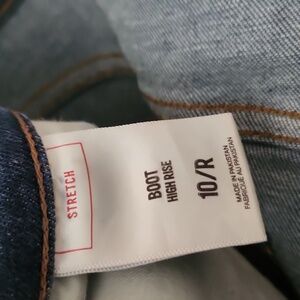 STRETCH
BOOT
HIGH RISE
10/R
MADE IN PAKISTAN
FABRIQUÉ AU PAKISTAN